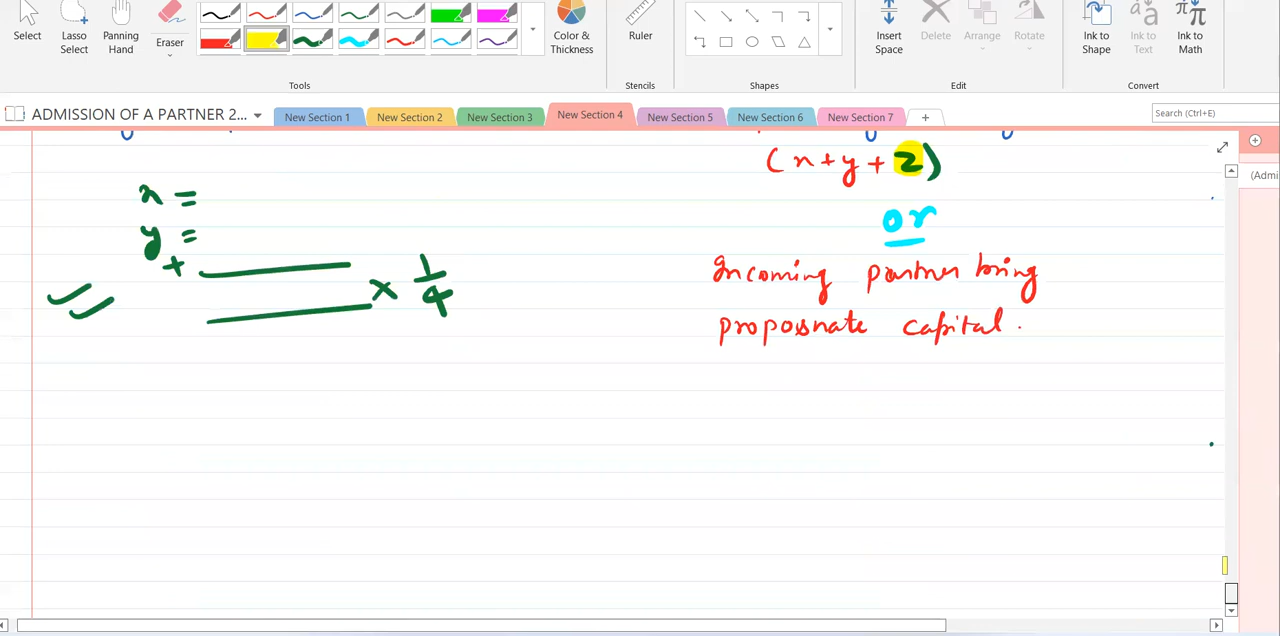 Select
Lasso
Select
Panning
Hand
Eraser
Color &
Thickness
Ruler
Insert
Space
Delete
Arrange
Rotate
Ink to
Shape
Ink to
Text
Ink to
Math
Tools
Stencils
Shapes
Edit
Convert
ADMISSION OF A PARTNER 2...
New Section 1
New Section 2
New Section 3
New Section 4
New Section 5
New Section 6
New Section 7
+
Search (Ctrl+E)
(Admi
(x+y+z)
or
Incoming partner bring
proposnate capital.
x =
y =
+
× 1/4